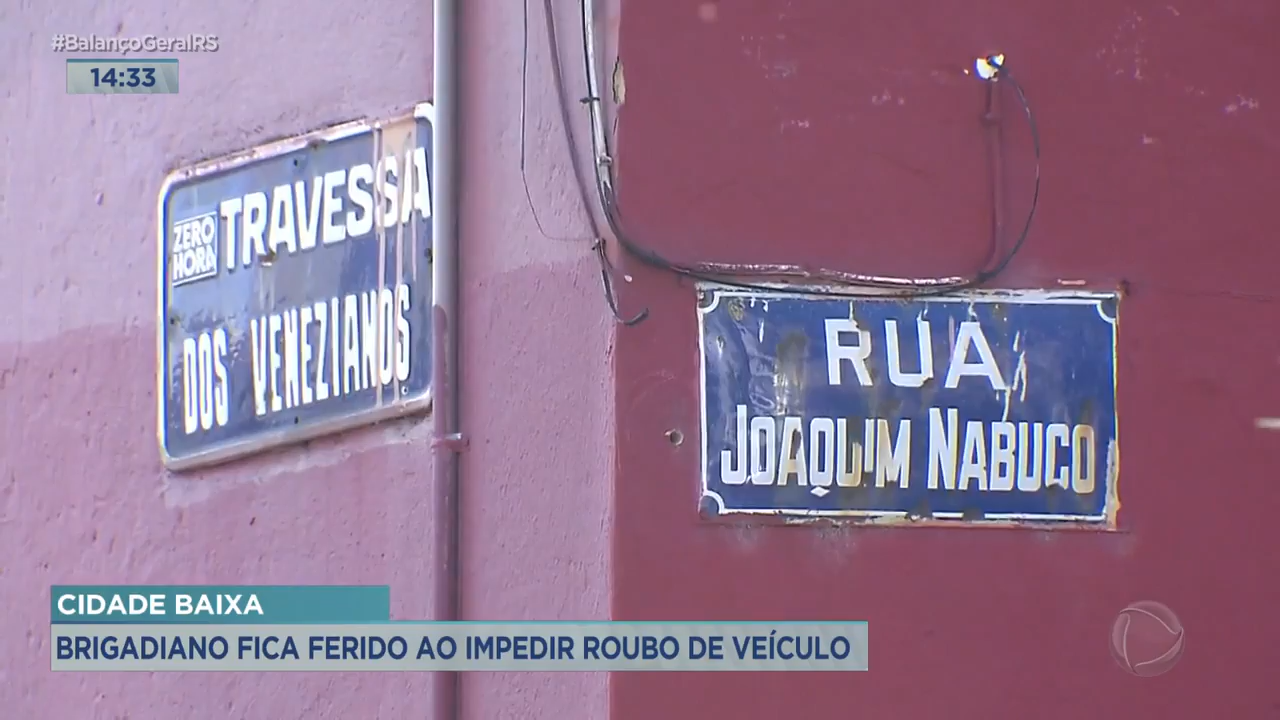 #BalançoGeralRS
14:33
ZERO
HORA
TRAVESSA
DOS VENEZIANOS
RUA
JOAQUIM NABUCO
CIDADE BAIXA
BRIGADIANO FICA FERIDO AO IMPEDIR ROUBO DE VEÍCULO